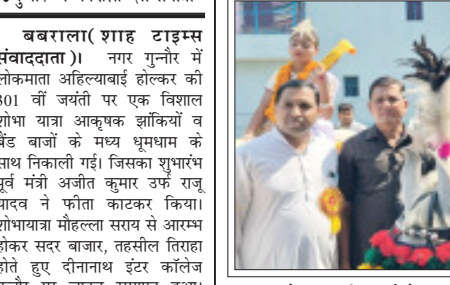 बबराला( शाह टाइम्स
संवाददाता)। नगर गुन्नौर में
लोकमाता अहिल्याबाई होल्कर की
301 वीं जयंती पर एक विशाल
शोभा यात्रा आकृषक झांकियों व
बैंड बाजों के मध्य धूमधाम के
साथ निकाली गई। जिसका शुभारंभ
पूर्व मंत्री अजीत कुमार उर्फ राजू
यादव ने फीता काटकर किया।
शोभायात्रा मौहल्ला सराय से आरम्भ
होकर सदर बाजार, तहसील तिराहा
होते हुए दीनानाथ इंटर कॉलेज